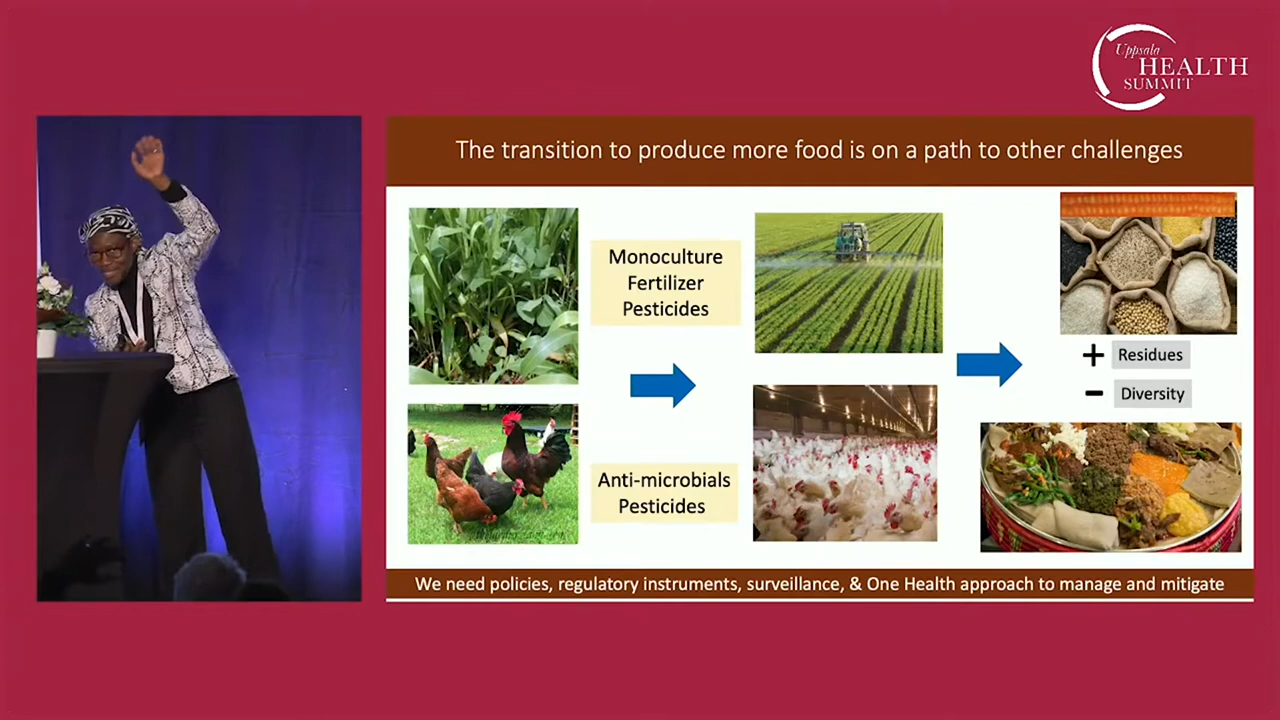 Uppsala
HEALTH
SUMMIT
The transition to produce more food is on a path to other challenges
Monoculture
Fertilizer
Pesticides
Residues
Diversity
Anti-microbials
Pesticides
We need policies, regulatory instruments, surveillance, & One Health approach to manage and mitigate